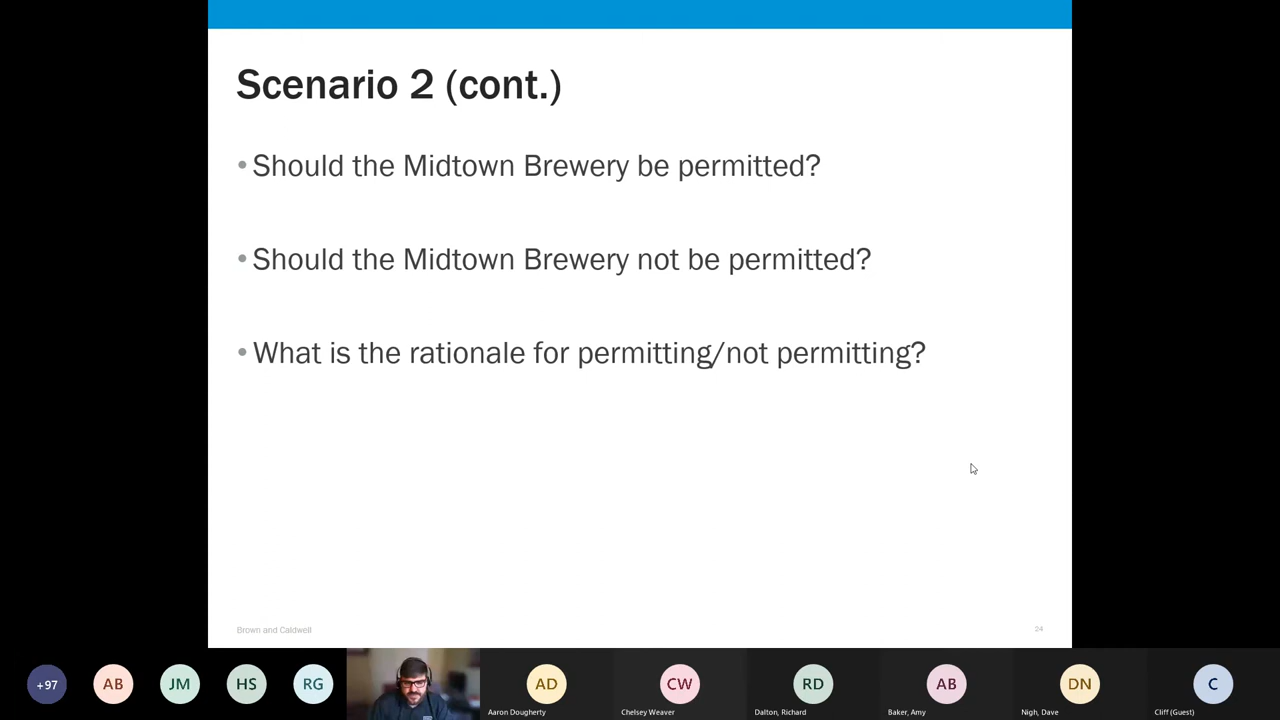 Scenario 2 (cont.)
• Should the Midtown Brewery be permitted?
• Should the Midtown Brewery not be permitted?
• What is the rationale for permitting/not permitting?
Brown and Caldwell
24
+97
AB
JM
HS
RG
AD
CW
RD
AB
DN
C
Aaron Dougherty
Chelsey Weaver
Dalton, Richard
Baker, Amy
Nigh, Dave
Cliff (Guest)